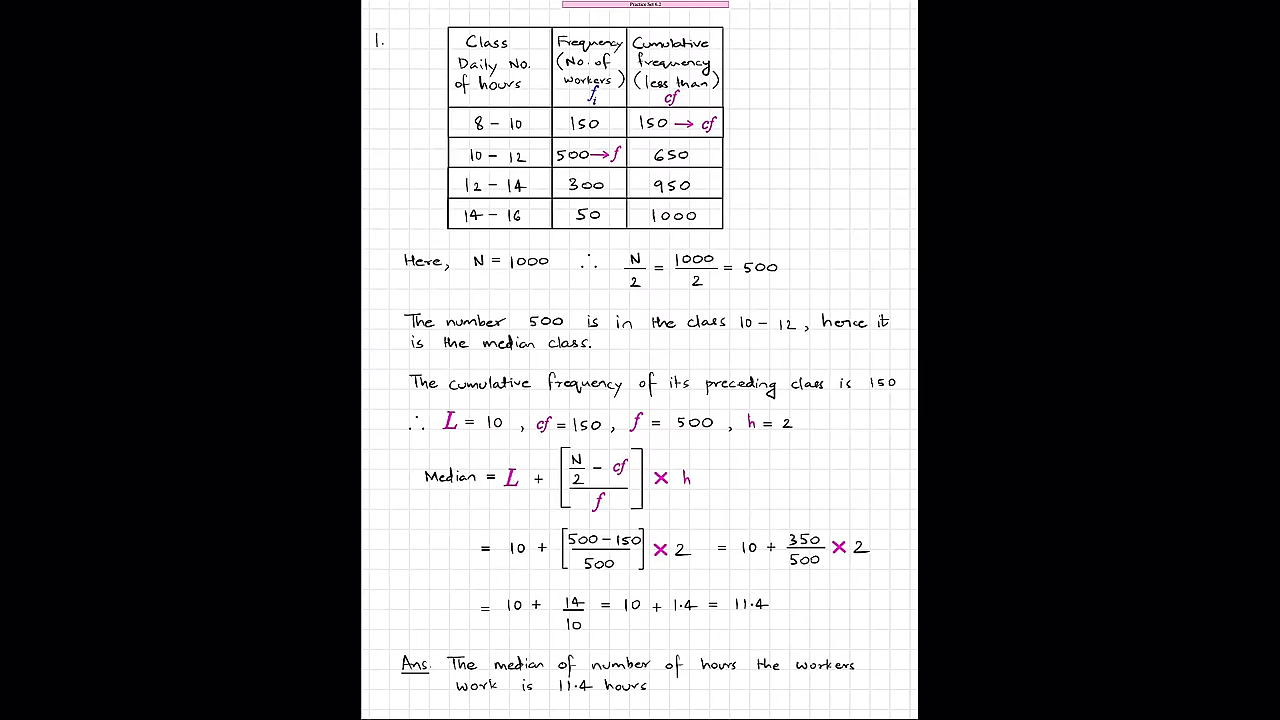 Practice Set 6.2
1.
Class Daily No. of hours | Frequency (No. of workers) fi | Cumulative frequency (less than) cf
8 - 10 | 150 | 150 → cf
10 - 12 | 500 → f | 650
12 - 14 | 300 | 950
14 - 16 | 50 | 1000
Here, N = 1000 ∴ N/2 = 1000/2 = 500
The number 500 is in the class 10 - 12, hence it
is the median class.
The cumulative frequency of its preceding class is 150
∴ L = 10 , cf = 150 , f = 500 , h = 2
Median = L + [(N/2 - cf)/f] × h
= 10 + [(500 - 150)/500] × 2 = 10 + 350/500 × 2
= 10 + 14/10 = 10 + 1.4 = 11.4
Ans. The median of number of hours the workers
work is 11.4 hours